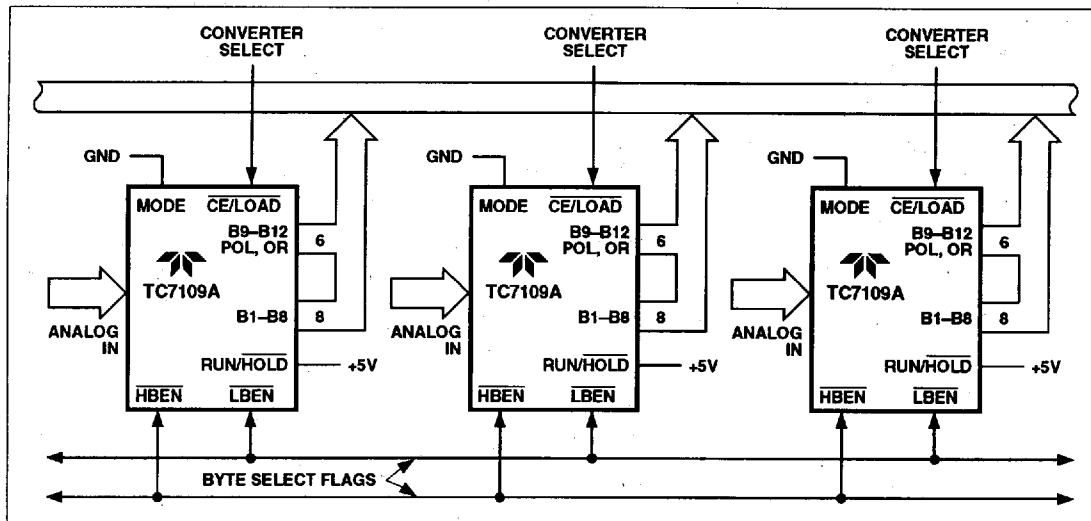 CONVERTER
SELECT
CONVERTER
SELECT
CONVERTER
SELECT
GND
GND
GND
MODE CE/LOAD
B9–B12
POL, OR
6
TC7109A
ANALOG
IN
B1–B8
8
RUN/HOLD
+5V
HBEN LBEN
MODE CE/LOAD
B9–B12
POL, OR
6
TC7109A
ANALOG
IN
B1–B8
8
RUN/HOLD
+5V
HBEN LBEN
MODE CE/LOAD
B9–B12
POL, OR
6
TC7109A
ANALOG
IN
B1–B8
8
RUN/HOLD
+5V
HBEN LBEN
BYTE SELECT FLAGS